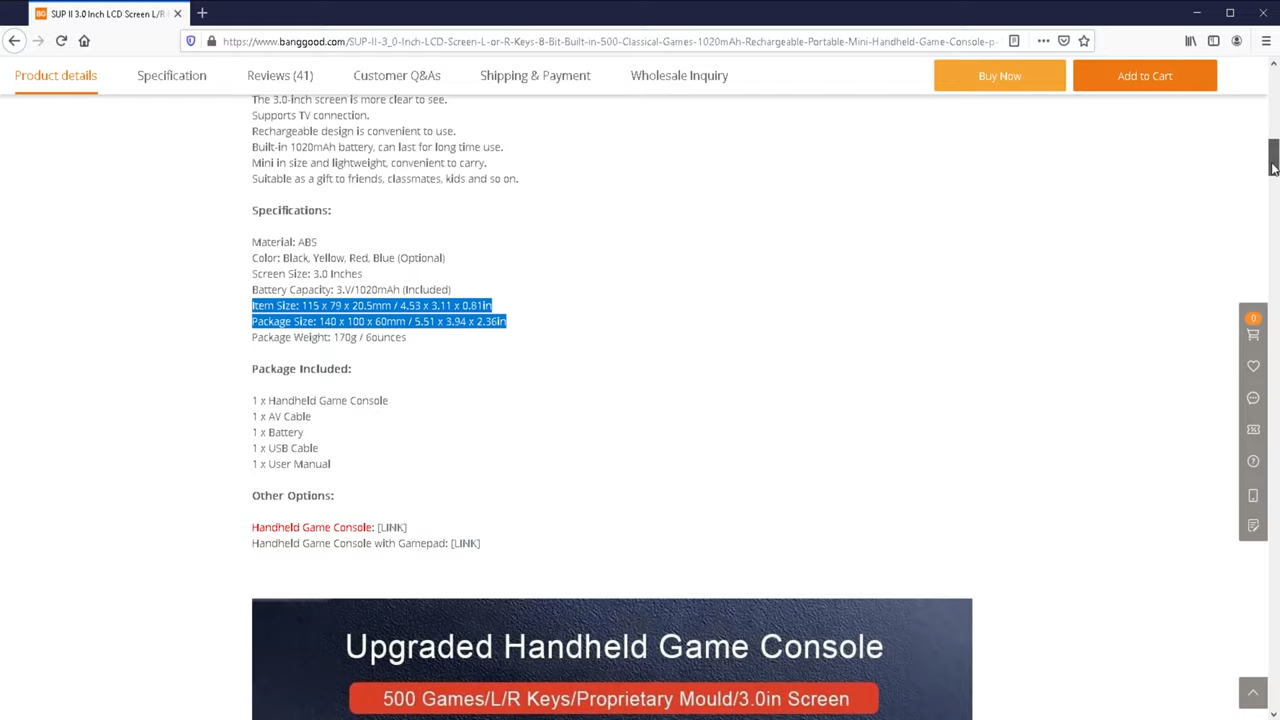 SUP II 3.0 Inch LCD Screen L/R
https://www.banggood.com/SUP-II-3_0-Inch-LCD-Screen-L-or-R-Keys-8-Bit-Built-in-500-Classical-Games-1020mAh-Rechargeable-Portable-Mini-Handheld-Game-Console-p-
Product details
Specification
Reviews (41)
Customer Q&As
Shipping & Payment
Wholesale Inquiry
Buy Now
Add to Cart
The 3.0-inch screen is more clear to see.
Supports TV connection.
Rechargeable design is convenient to use.
Built-in 1020mAh battery, can last for long time use.
Mini in size and lightweight, convenient to carry.
Suitable as a gift to friends, classmates, kids and so on.
Specifications:
Material: ABS
Color: Black, Yellow, Red, Blue (Optional)
Screen Size: 3.0 Inches
Battery Capacity: 3.V/1020mAh (Included)
Item Size: 115 x 79 x 20.5mm / 4.53 x 3.11 x 0.81in
Package Size: 140 x 100 x 60mm / 5.51 x 3.94 x 2.36in
Package Weight: 170g / 6ounces
Package Included:
1 x Handheld Game Console
1 x AV Cable
1 x Battery
1 x USB Cable
1 x User Manual
Other Options:
Handheld Game Console: [LINK]
Handheld Game Console with Gamepad: [LINK]
0
Upgraded Handheld Game Console
500 Games/L/R Keys/Proprietary Mould/3.0in Screen